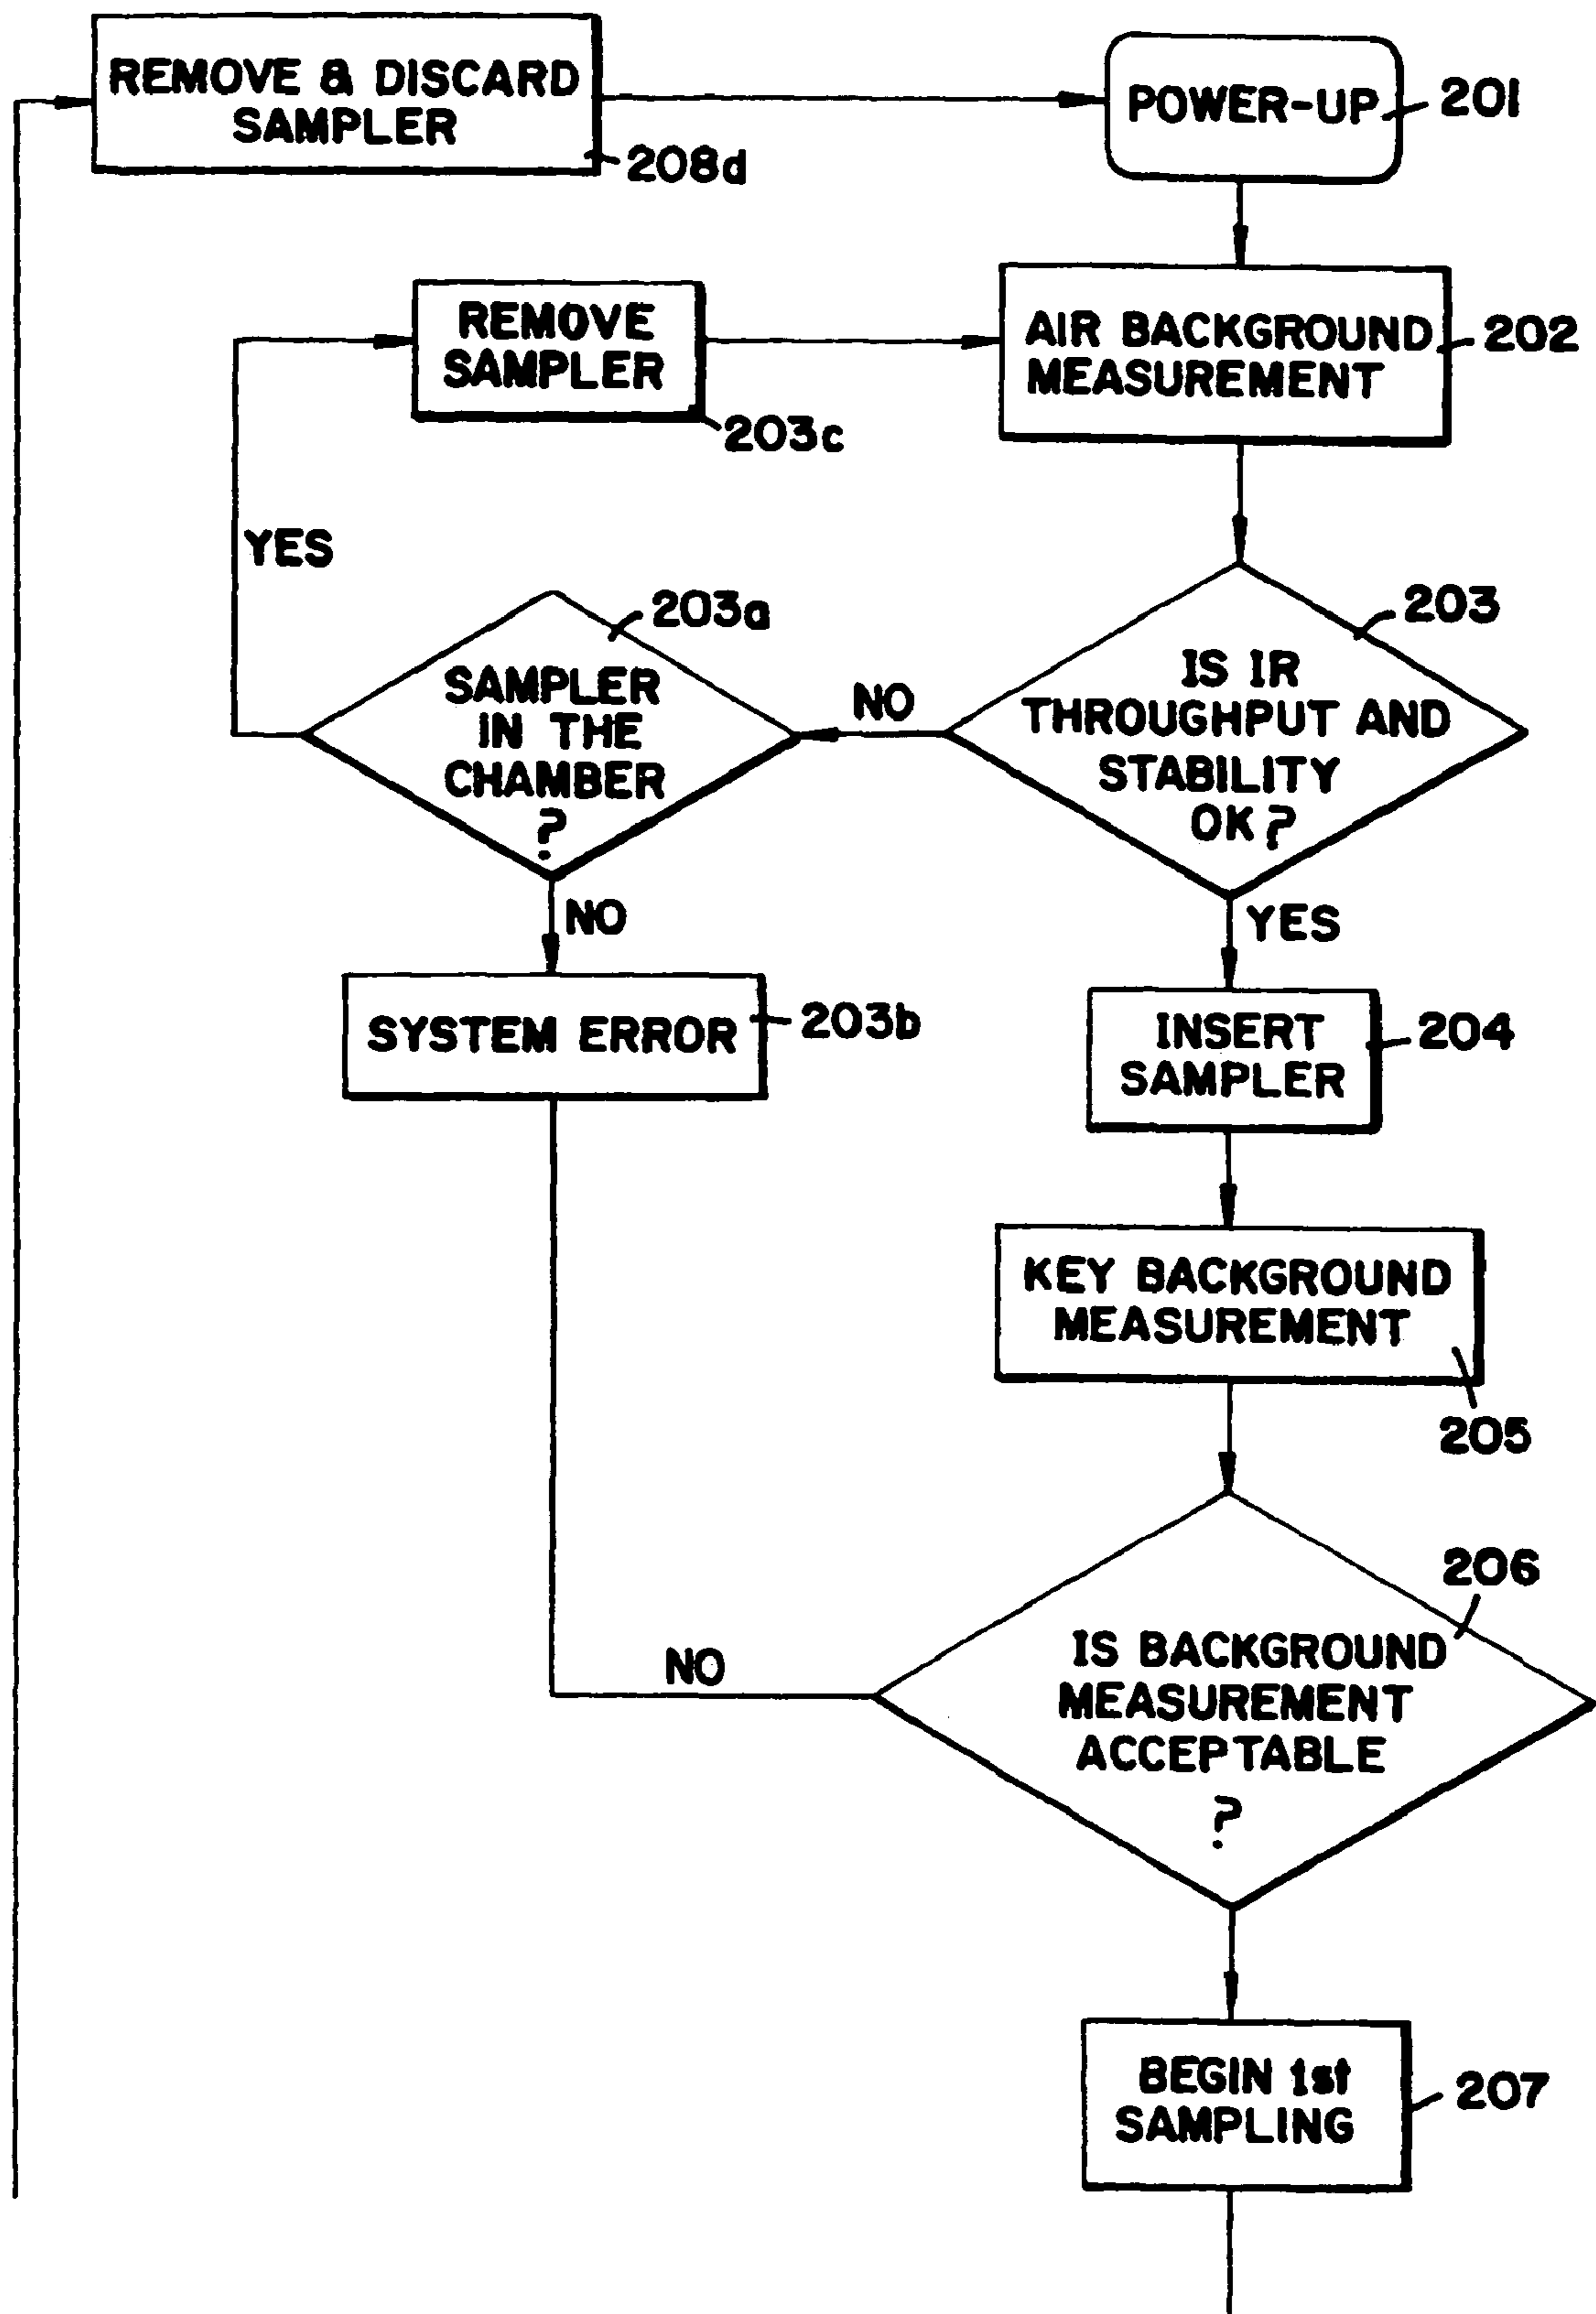 REMOVE & DISCARD
SAMPLER
208d
POWER-UP
201
REMOVE
SAMPLER
203c
AIR BACKGROUND
MEASUREMENT
202
YES
203a
SAMPLER
IN THE
CHAMBER
?
NO
203
IS IR
THROUGHPUT AND
STABILITY
OK?
NO
YES
SYSTEM ERROR
203b
INSERT
SAMPLER
204
KEY BACKGROUND
MEASUREMENT
205
206
IS BACKGROUND
MEASUREMENT
ACCEPTABLE
?
NO
BEGIN 1st
SAMPLING
207